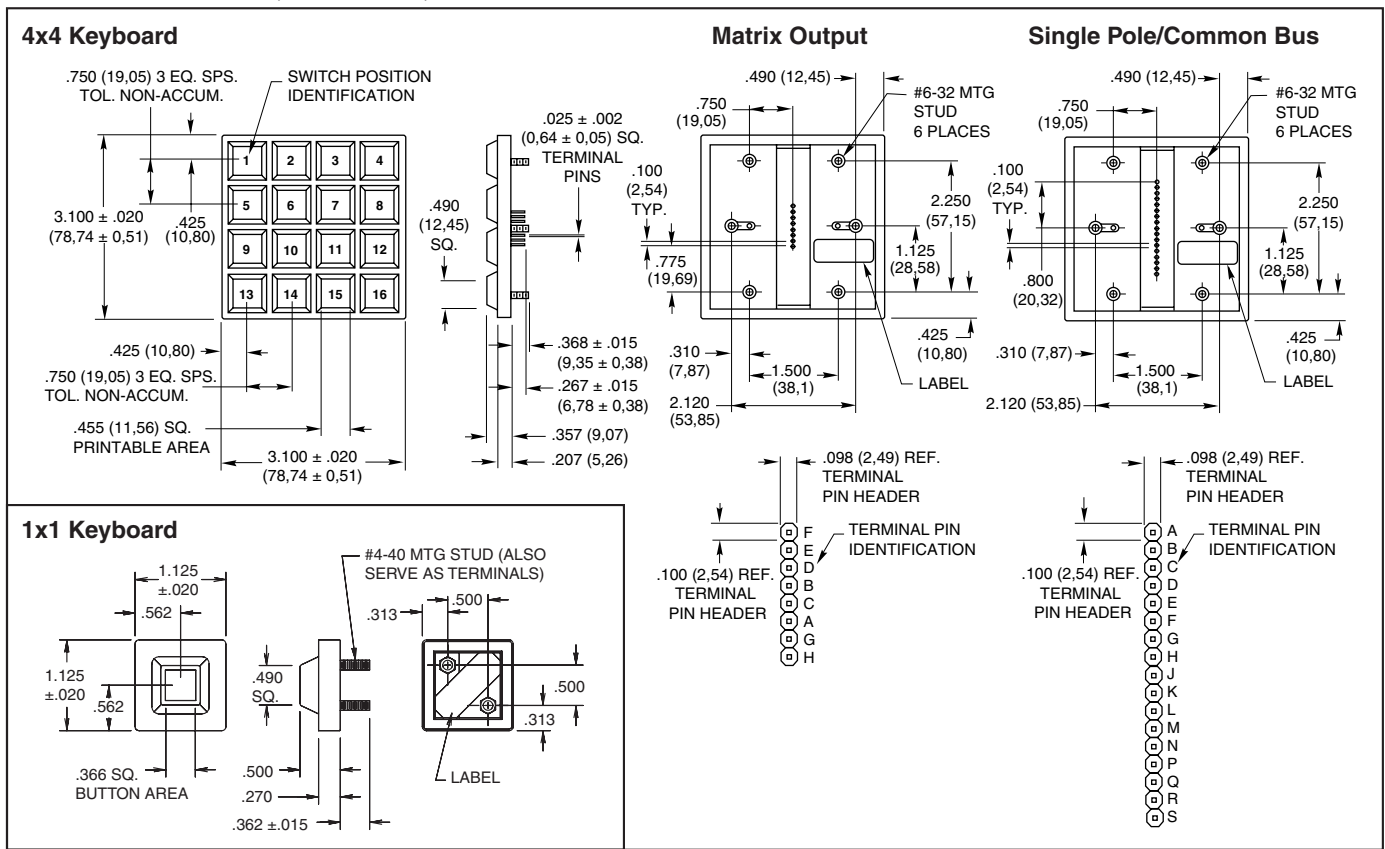 4x4 Keyboard
Matrix Output
Single Pole/Common Bus
.750 (19,05) 3 EQ. SPS.
TOL. NON-ACCUM.
SWITCH POSITION
IDENTIFICATION
3.100 ± .020
(78,74 ± 0,51)
.425
(10,80)
1
2
3
4
5
6
7
8
9
10
11
12
13
14
15
16
.425 (10,80)
.750 (19,05) 3 EQ. SPS.
TOL. NON-ACCUM.
.455 (11,56) SQ.
PRINTABLE AREA
3.100 ± .020
(78,74 ± 0,51)
.025 ± .002
(0,64 ± 0,05) SQ.
TERMINAL
PINS
.490
(12,45)
SQ.
.368 ± .015
(9,35 ± 0,38)
.267 ± .015
(6,78 ± 0,38)
.357 (9,07)
.207 (5,26)
.490 (12,45)
.750
(19,05)
#6-32 MTG
STUD
6 PLACES
.100
(2,54)
TYP.
.775
(19,69)
2.250
(57,15)
1.125
(28,58)
.425
(10,80)
.310
(7,87)
1.500
(38,1)
2.120
(53,85)
LABEL
.490 (12,45)
.750
(19,05)
#6-32 MTG
STUD
6 PLACES
.100
(2,54)
TYP.
.800
(20,32)
2.250
(57,15)
1.125
(28,58)
.425
(10,80)
.310 (7,87)
1.500
(38,1)
2.120 (53,85)
LABEL
.098 (2,49) REF.
TERMINAL
PIN HEADER
TERMINAL PIN
IDENTIFICATION
.100 (2,54) REF.
TERMINAL
PIN HEADER
F
E
D
B
C
A
G
H
.098 (2,49) REF.
TERMINAL
PIN HEADER
TERMINAL PIN
IDENTIFICATION
.100 (2,54) REF.
TERMINAL
PIN HEADER
A
B
C
D
E
F
G
H
J
K
L
M
N
P
Q
R
S
1x1 Keyboard
1.125
±.020
.562
1.125
±.020
.562
.366 SQ.
BUTTON AREA
#4-40 MTG STUD (ALSO
SERVE AS TERMINALS)
.490
SQ.
.500
.270
.362 ±.015
.313
.500
.500
.313
LABEL